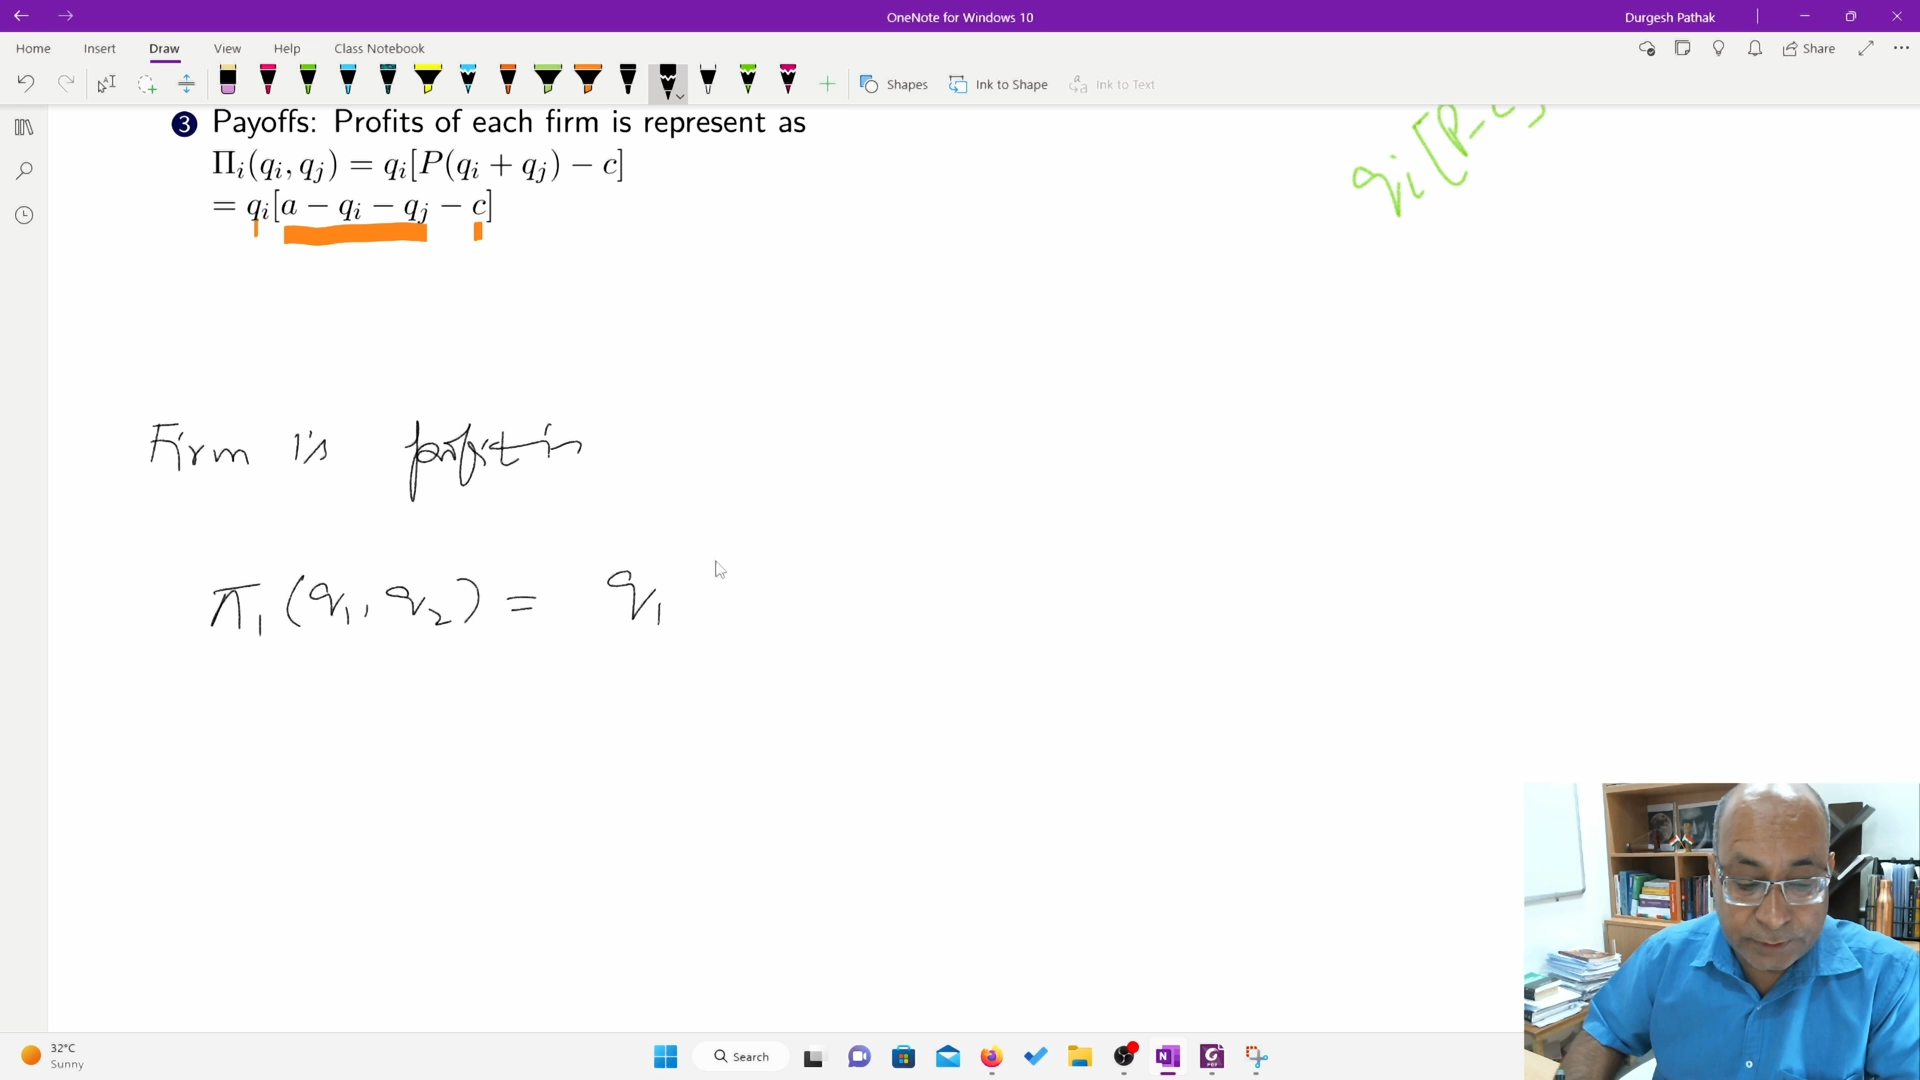 OneNote for Windows 10
Durgesh Pathak
Home Insert Draw View Help Class Notebook
Share
Shapes Ink to Shape Ink to Text
3 Payoffs: Profits of each firm is represent as
Πᵢ(qᵢ, qⱼ) = qᵢ[P(qᵢ + qⱼ) − c]
= qᵢ[a − qᵢ − qⱼ − c]
qᵢ[P-c]
Firm 1's profit is
π₁(q₁, q₂) = q₁
32°C
Sunny
Search